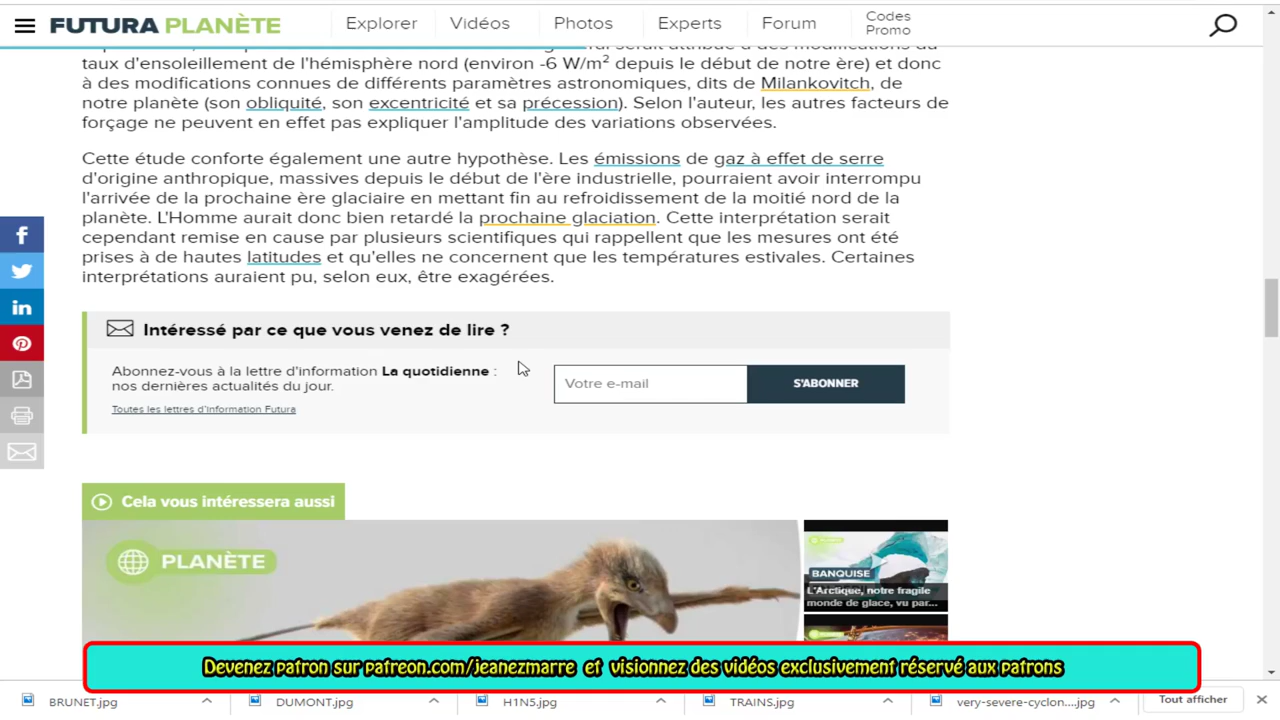 FUTURA PLANÈTE
Explorer
Vidéos
Photos
Experts
Forum
Codes
Promo
taux d'ensoleillement de l'hémisphère nord (environ -6 W/m² depuis le début de notre ère) et donc
à des modifications connues de différents paramètres astronomiques, dits de Milankovitch, de
notre planète (son obliquité, son excentricité et sa précession). Selon l'auteur, les autres facteurs de
forçage ne peuvent en effet pas expliquer l'amplitude des variations observées.
Cette étude conforte également une autre hypothèse. Les émissions de gaz à effet de serre
d'origine anthropique, massives depuis le début de l'ère industrielle, pourraient avoir interrompu
l'arrivée de la prochaine ère glaciaire en mettant fin au refroidissement de la moitié nord de la
planète. L'Homme aurait donc bien retardé la prochaine glaciation. Cette interprétation serait
cependant remise en cause par plusieurs scientifiques qui rappellent que les mesures ont été
prises à de hautes latitudes et qu'elles ne concernent que les températures estivales. Certaines
interprétations auraient pu, selon eux, être exagérées.
Intéressé par ce que vous venez de lire ?
Abonnez-vous à la lettre d'information La quotidienne :
nos dernières actualités du jour.
Toutes les lettres d'information Futura
Votre e-mail
S'ABONNER
Cela vous intéressera aussi
PLANÈTE
PLANÈTE
BANQUISE
L'Arctique, notre fragile
monde de glace, vu par...
PLANÈTE
Devenez patron sur patreon.com/jeanezmarre et visionnez des vidéos exclusivement réservé aux patrons
BRUNET.jpg
DUMONT.jpg
H1N5.jpg
TRAINS.jpg
very-severe-cyclon....jpg
Tout afficher